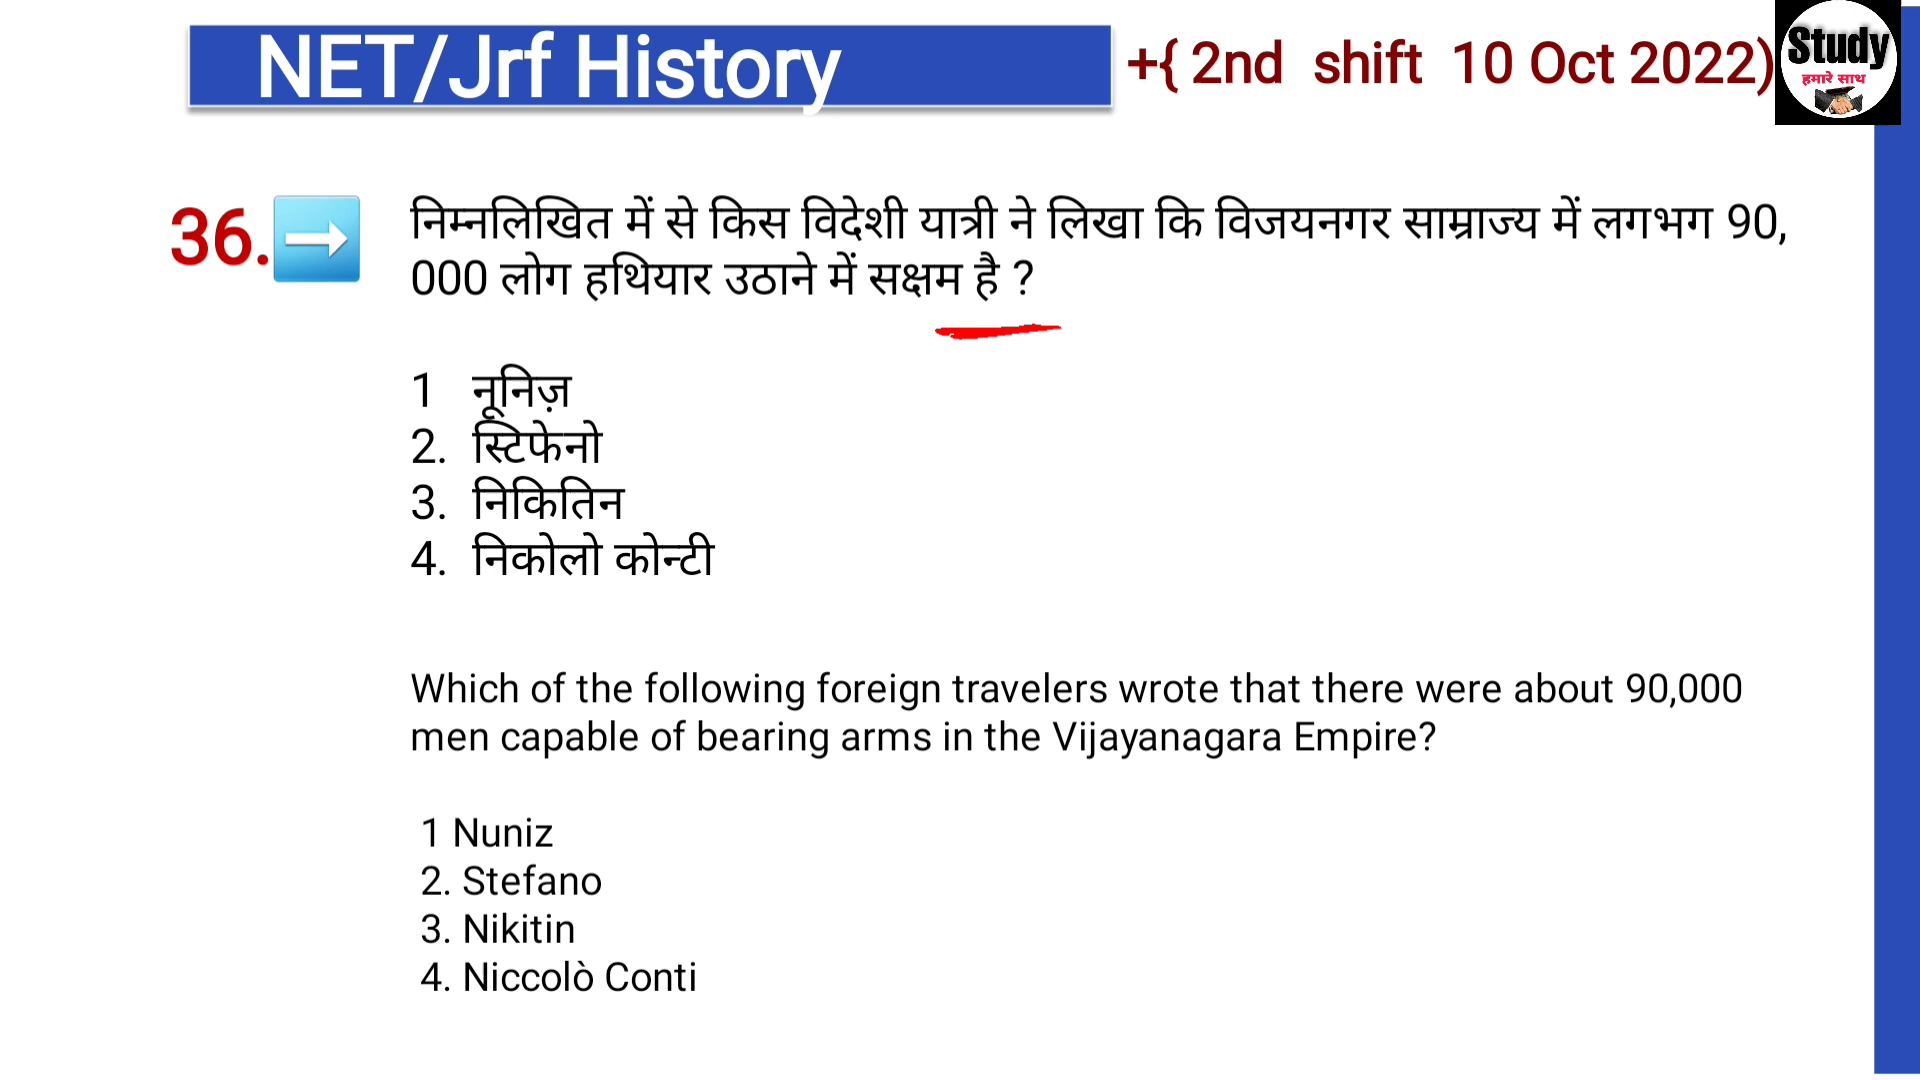 NET/Jrf History
+{ 2nd shift 10 Oct 2022)
Study
हमारे साथ
36.
निम्नलिखित में से किस विदेशी यात्री ने लिखा कि विजयनगर साम्राज्य में लगभग 90,
000 लोग हथियार उठाने में सक्षम है ?
1 नूनिज़
2. स्टिफेनो
3. निकितिन
4. निकोलो कोन्टी
Which of the following foreign travelers wrote that there were about 90,000
men capable of bearing arms in the Vijayanagara Empire?
1 Nuniz
2. Stefano
3. Nikitin
4. Niccolò Conti